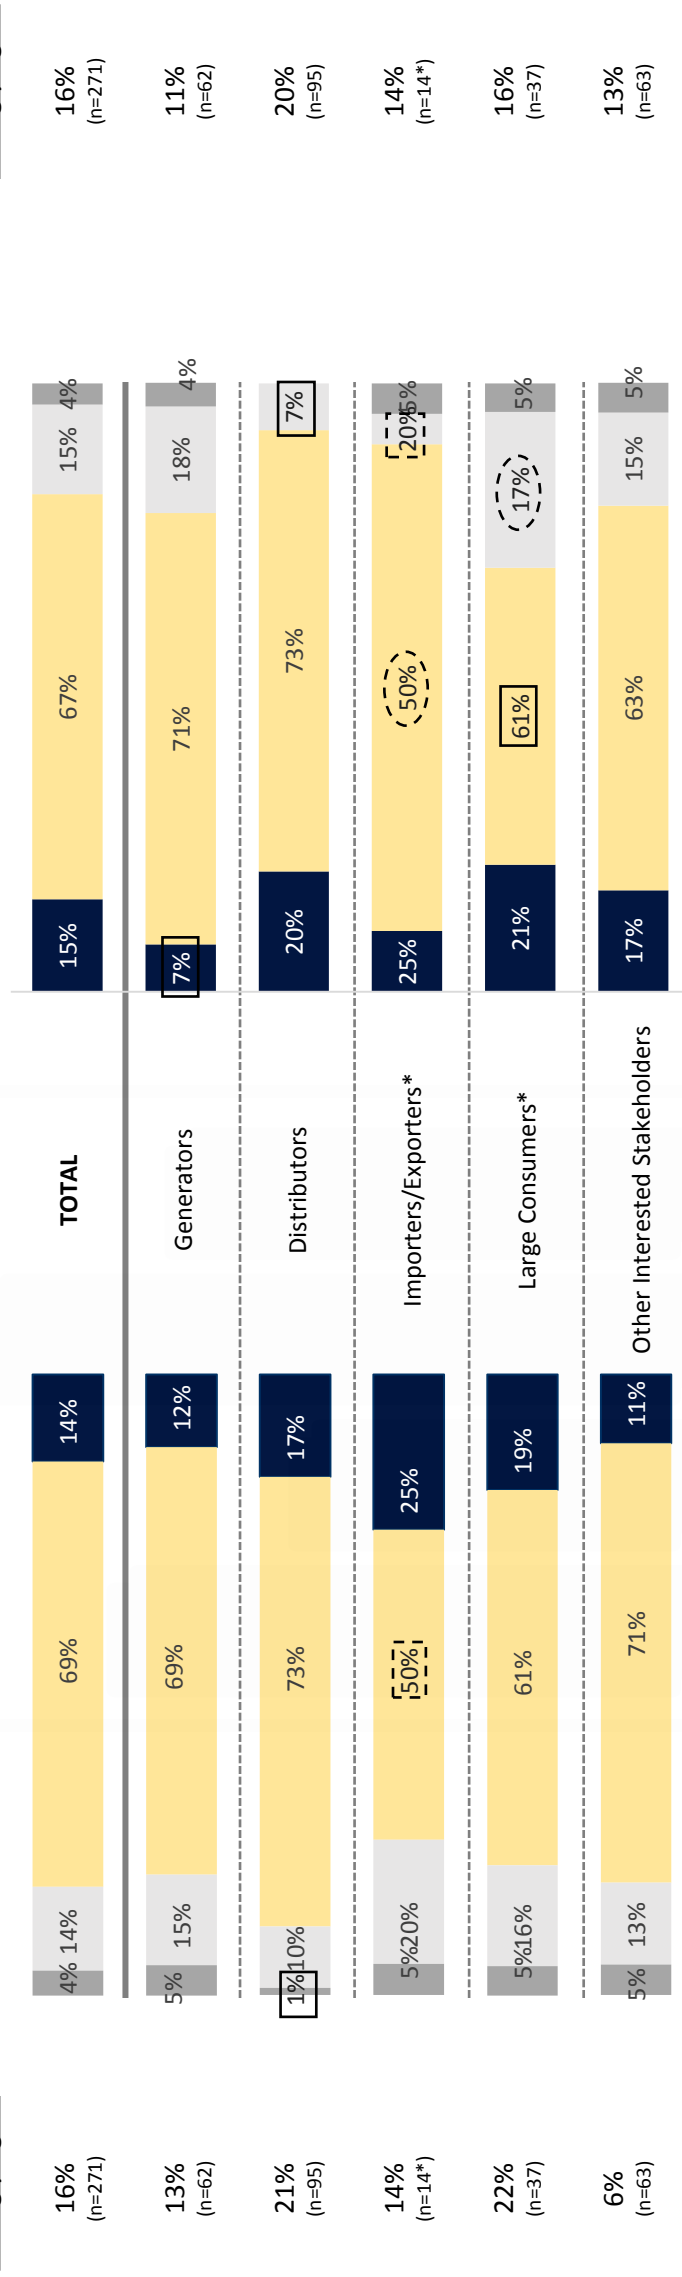 16% 4% 14% 69% 14% TOTAL 15% 67% 15% 4% 16%
(n=271) (n=271)
13% 5% 15% 69% 12% Generators 7% 71% 18% 4% 11%
(n=62) (n=62)
21% 1% 10% 73% 17% Distributors 20% 73% 7% 20%
(n=95) (n=95)
14% 5% 20% 50% 25% Importers/Exporters* 25% 50% 20% 5% 14%
(n=14*) (n=14*)
22% 5% 16% 61% 19% Large Consumers* 21% 61% 17% 5% 16%
(n=37) (n=37)
6% 5% 13% 71% 11% Other Interested Stakeholders 17% 63% 15% 5% 13%
(n=63) (n=63)